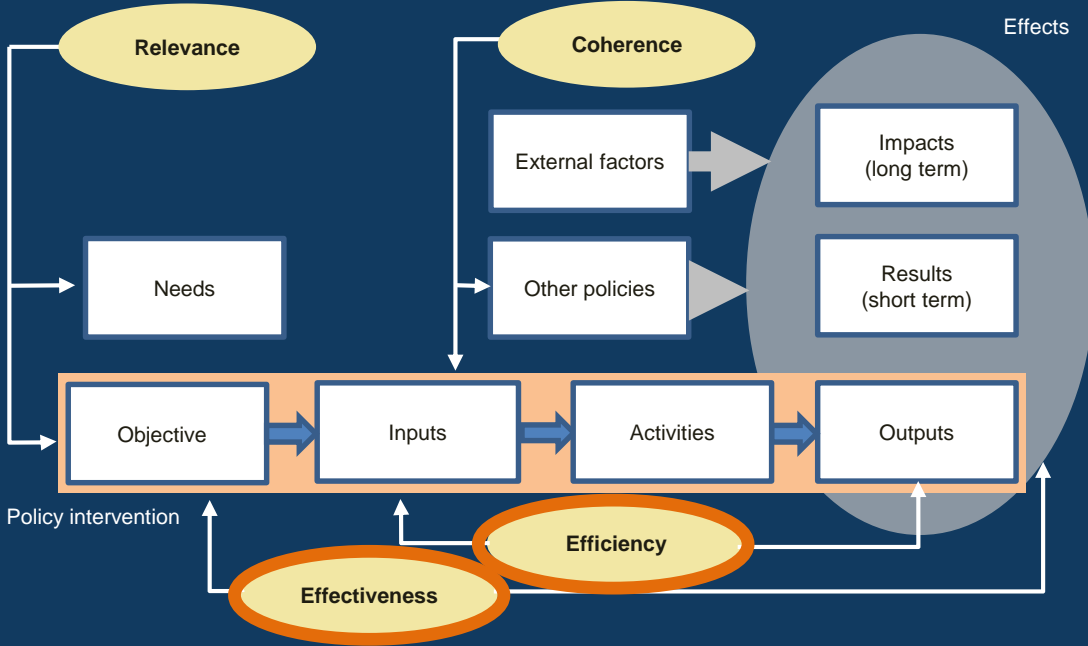 Effects
Relevance
Coherence
External factors
Impacts
(long term)
Needs
Other policies
Results
(short term)
Objective
Inputs
Activities
Outputs
Policy intervention
Efficiency
Effectiveness